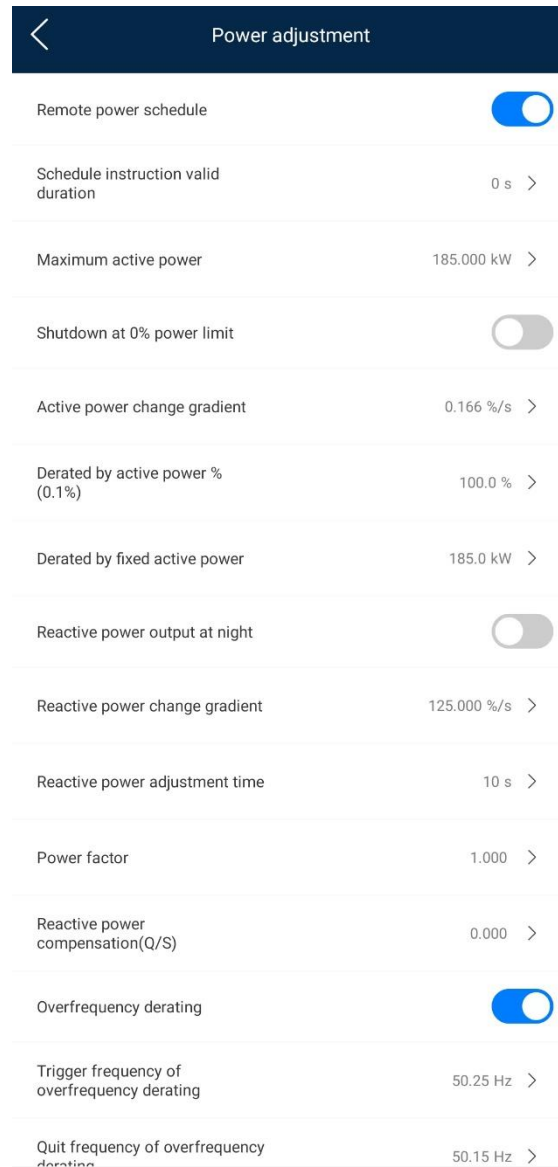 Power adjustment
Remote power schedule
Schedule instruction valid
duration
0 s
Maximum active power
185.000 kW
Shutdown at 0% power limit
Active power change gradient
0.166 %/s
Derated by active power %
(0.1%)
100.0 %
Derated by fixed active power
185.0 kW
Reactive power output at night
Reactive power change gradient
125.000 %/s
Reactive power adjustment time
10 s
Power factor
1.000
Reactive power
compensation(Q/S)
0.000
Overfrequency derating
Trigger frequency of
overfrequency derating
50.25 Hz
Quit frequency of overfrequency
derating
50.15 Hz